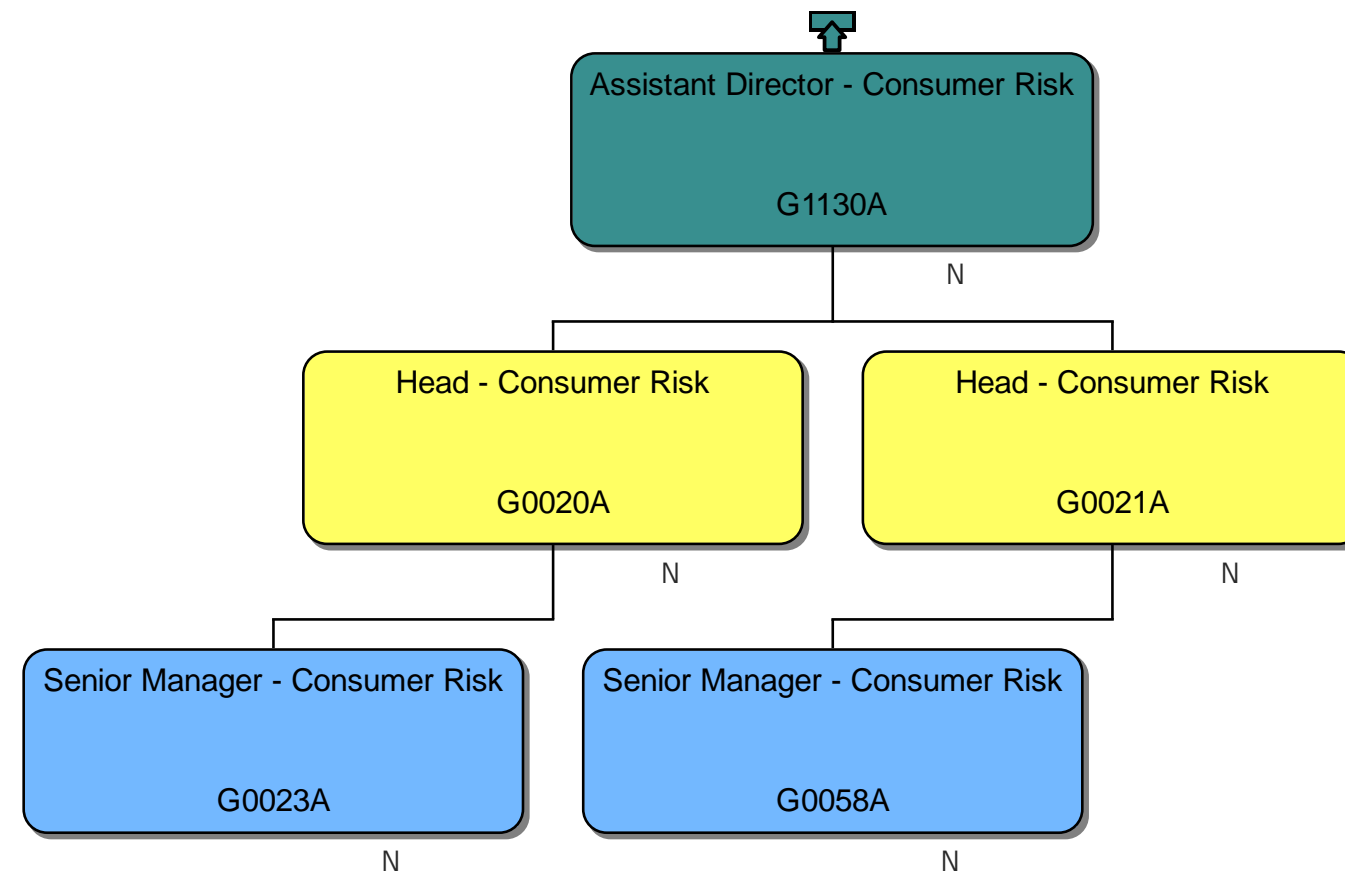 Assistant Director - Consumer Risk
G1130A
N
Head - Consumer Risk
G0020A
N
Head - Consumer Risk
G0021A
N
Senior Manager - Consumer Risk
G0023A
N
Senior Manager - Consumer Risk
G0058A
N